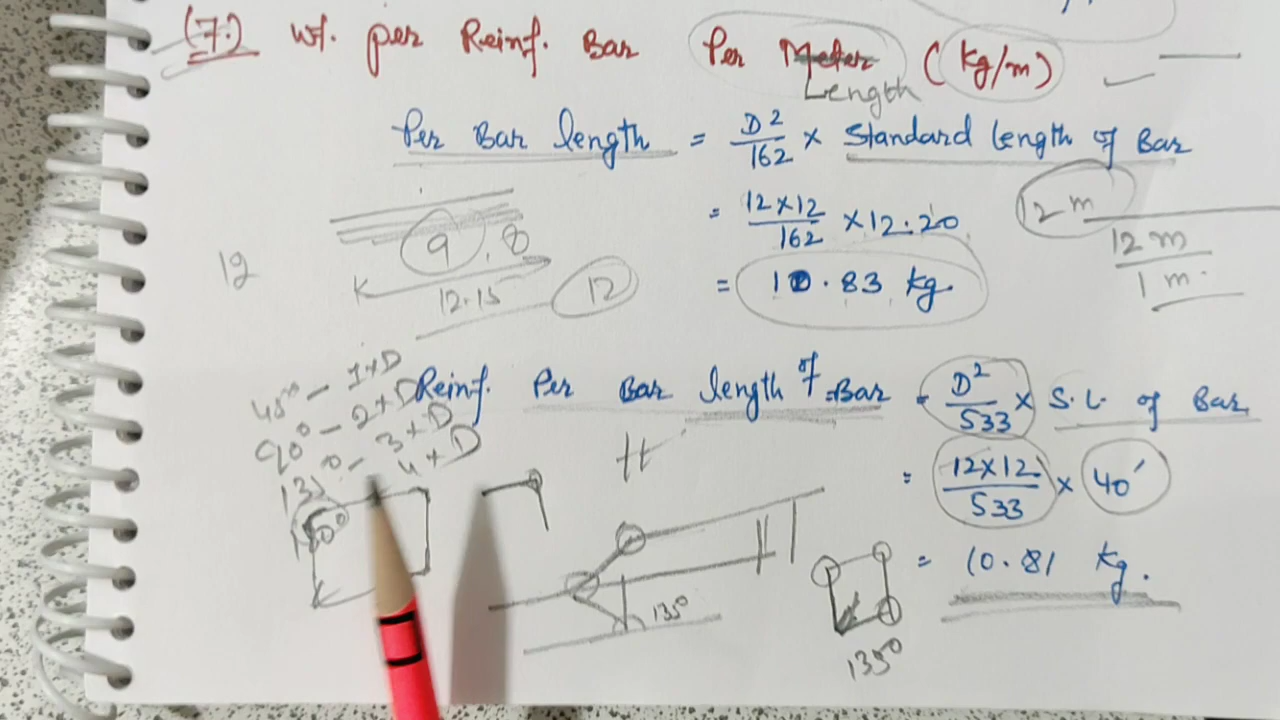 (7.) wt. per Reinf. Bar Per Meter (kg/m)
Length
Per Bar length = D²/162 × Standard length of Bar
= 12×12/162 × 12.20
12 m
12 m / 1 m.
9 . 8
12
12.15
12
= 10.83 kg.
45° – 1×D
90° – 2×D
135° – 3×D
180° – 4×D
Reinf. Per Bar length of Bar = D²/533 × S.L. of Bar
= 12×12/533 × 40'
= 10.81 kg.
135°
135°